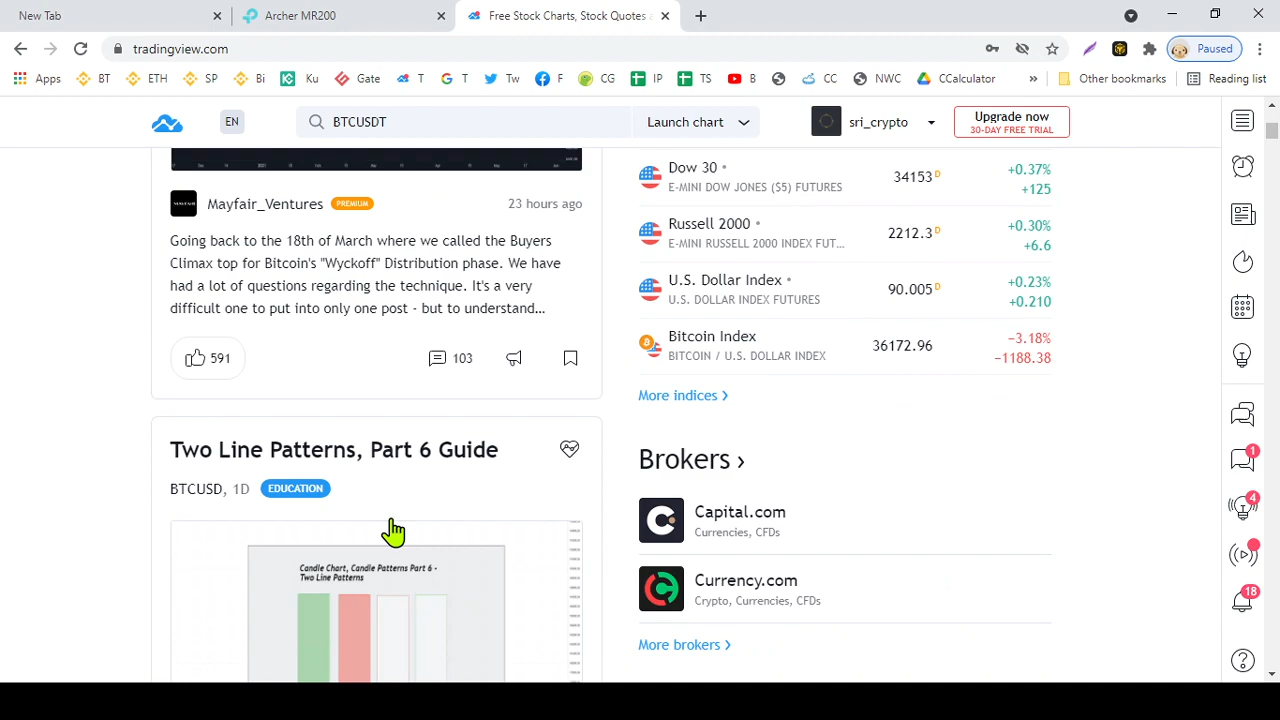 New Tab
Archer MR200
Free Stock Charts, Stock Quotes a
tradingview.com
Paused
Apps
BT
ETH
SP
Bi
Ku
Gate
T
T
Tw
F
CG
IP
TS
B
CC
NWC
CCalculator
»
Other bookmarks
Reading list
EN
BTCUSDT
Launch chart
sri_crypto
Upgrade now
30-DAY FREE TRIAL
MAYFAIR
Mayfair_Ventures
PREMIUM
23 hours ago
Going back to the 18th of March where we called the Buyers
Climax top for Bitcoin's "Wyckoff" Distribution phase. We have
had a lot of questions regarding the technique. It's a very
difficult one to put into only one post - but to understand...
591
103
Two Line Patterns, Part 6 Guide
BTCUSD, 1D
EDUCATION
Candle Chart, Candle Patterns Part 6 -
Two Line Patterns
Dow 30
E-MINI DOW JONES ($5) FUTURES
34153 D
+0.37%
+125
Russell 2000
E-MINI RUSSELL 2000 INDEX FUT...
2212.3 D
+0.30%
+6.6
U.S. Dollar Index
U.S. DOLLAR INDEX FUTURES
90.005 D
+0.23%
+0.210
Bitcoin Index
BITCOIN / U.S. DOLLAR INDEX
36172.96
−3.18%
−1188.38
More indices
Brokers
Capital.com
Currencies, CFDs
Currency.com
Crypto, Currencies, CFDs
More brokers
1
4
18